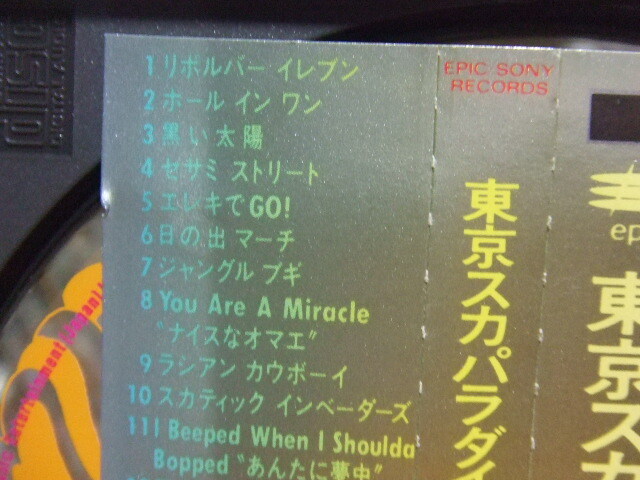 1 リボルバー イレブン
2 ホール イン ワン
3 黒い太陽
4 セサミ ストリート
5 エレキでGO!
6 日の出 マーチ
7 ジャングル ブギ
8 You Are A Miracle
"ナイスなオマエ"
9 ラシアン カウボーイ
10 スカティック インベーダーズ
11 I Beeped When I Shoulda
Bopped "あんたに夢中"
EPIC SONY
RECORDS
東京スカパラダイ
ep
東京スカ